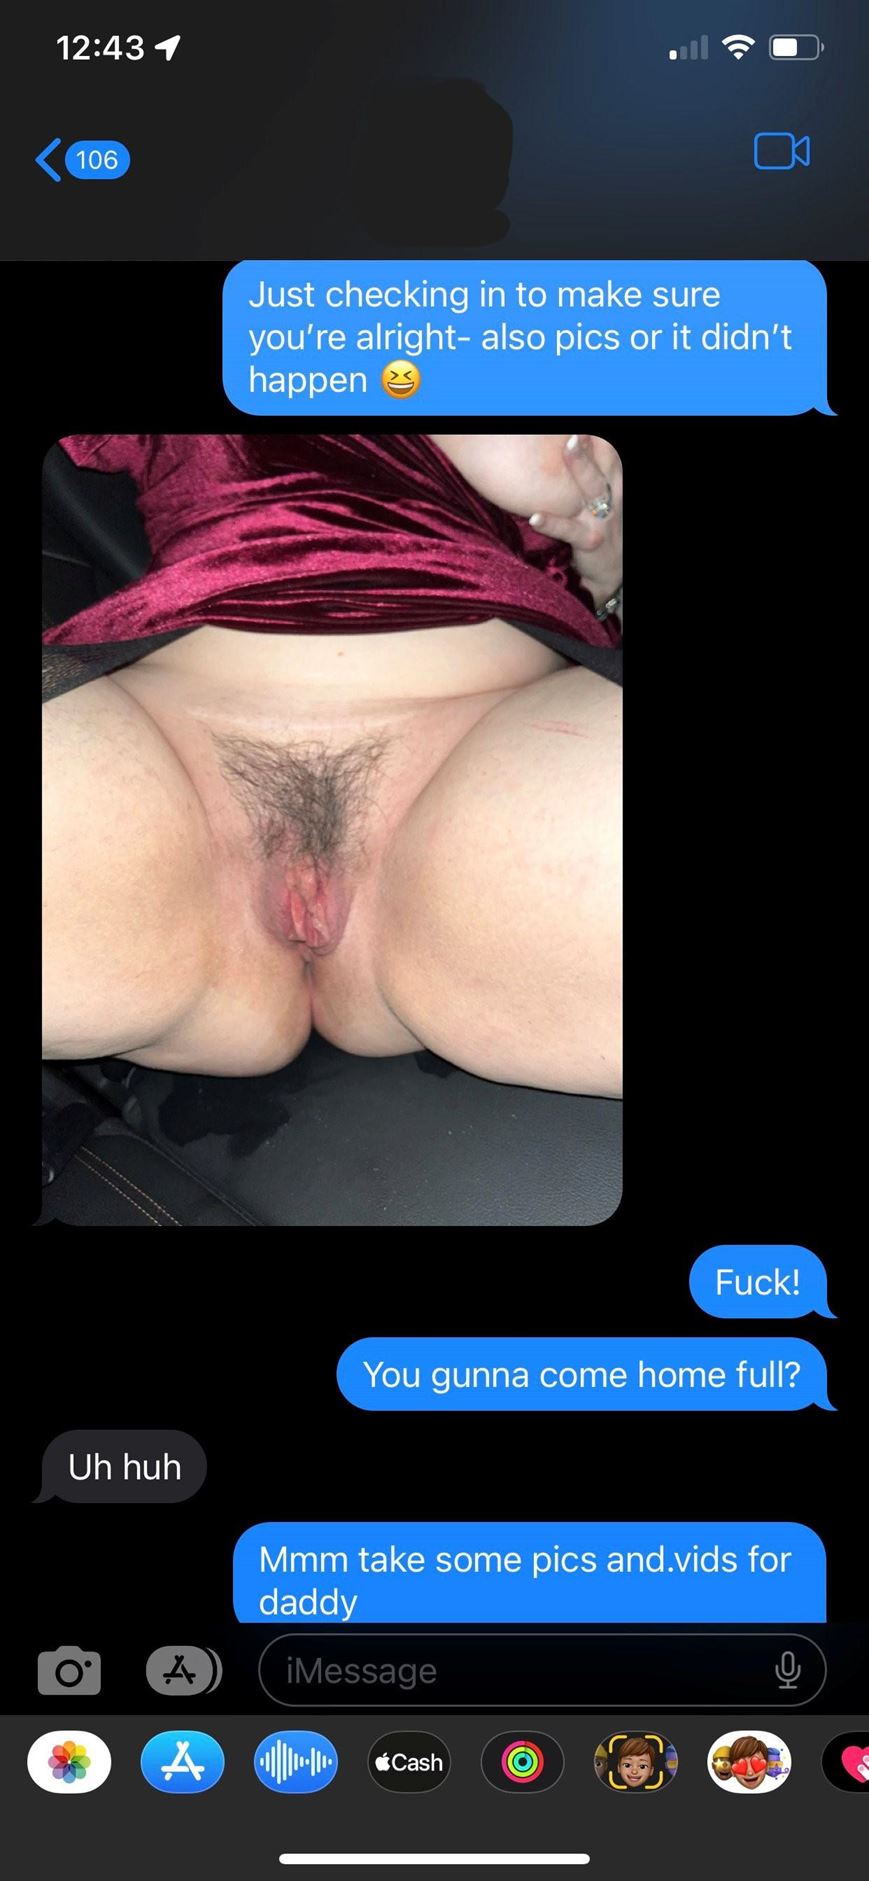 12:43
106
Just checking in to make sure
you're alright- also pics or it didn't
happen 😆
Fuck!
You gunna come home full?
Uh huh
Mmm take some pics and.vids for
daddy
iMessage
Cash